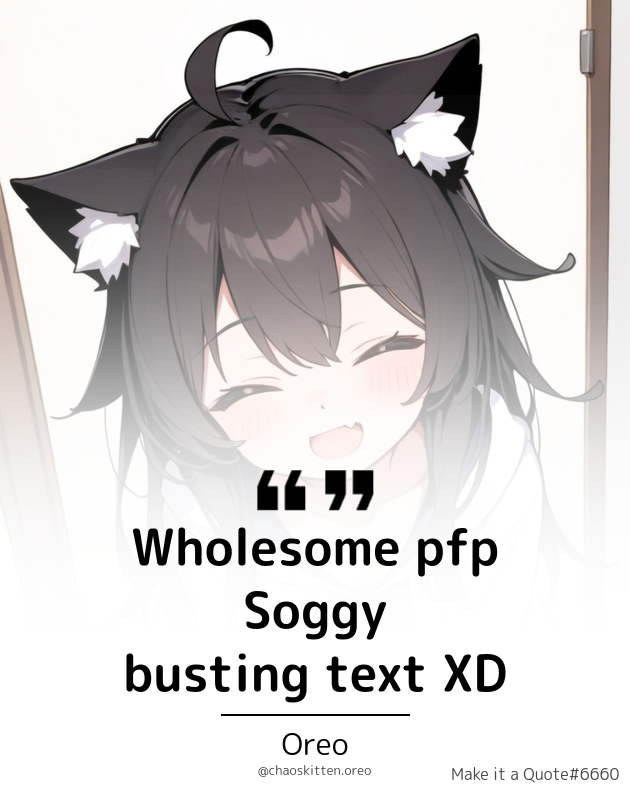 ❝❞
Wholesome pfp
Soggy
busting text XD
Oreo
@chaoskitten.oreo
Make it a Quote#6660